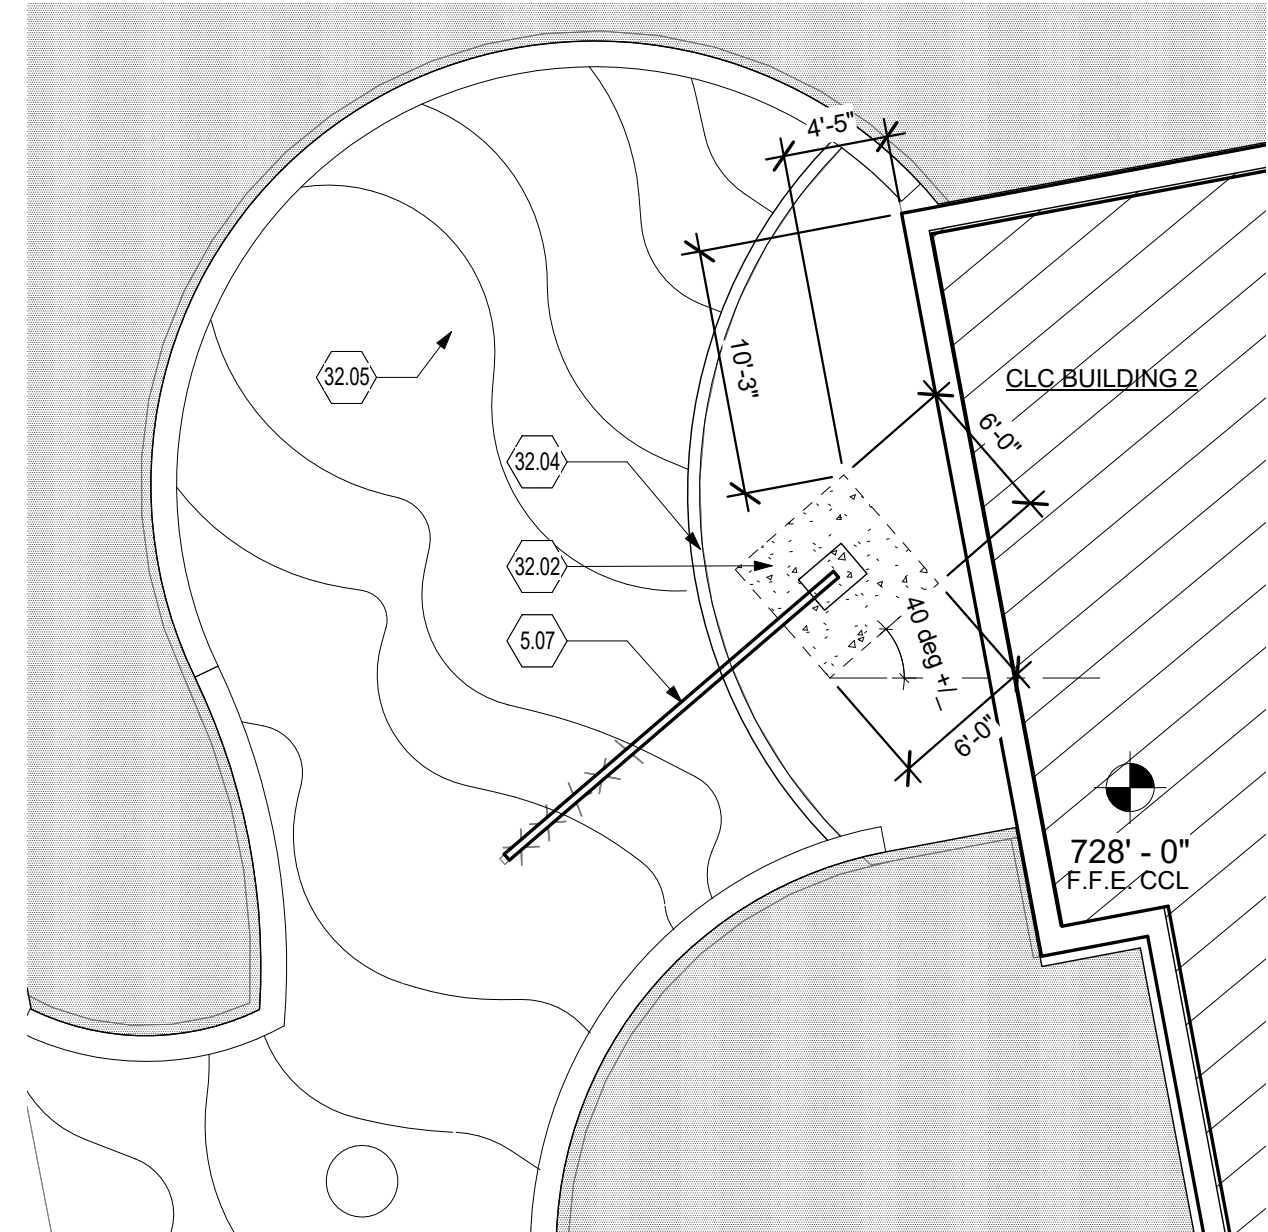 4'-5"
10'-3"
32.05
CLC BUILDING 2
6'-0"
32.04
32.02
5.07
40 deg +/_
6'-0"
728' - 0"
F.F.E. CCL